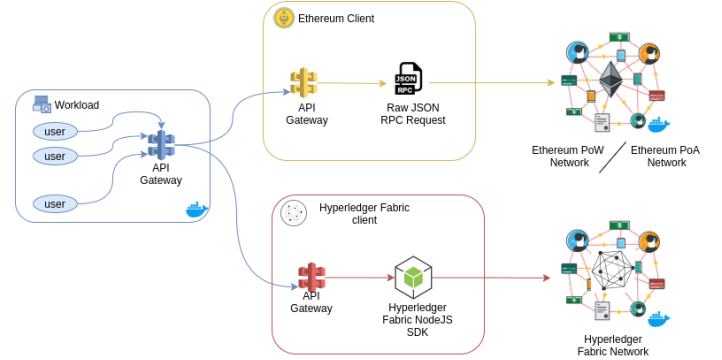 Ethereum Client
API
Gateway
JSON
RPC
Raw JSON
RPC Request
Ethereum PoW
Network
/
Ethereum PoA
Network
Workload
user
user
user
API
Gateway
Hyperledger Fabric
client
API
Gateway
Hyperledger
Fabric NodeJS
SDK
Hyperledger
Fabric Network